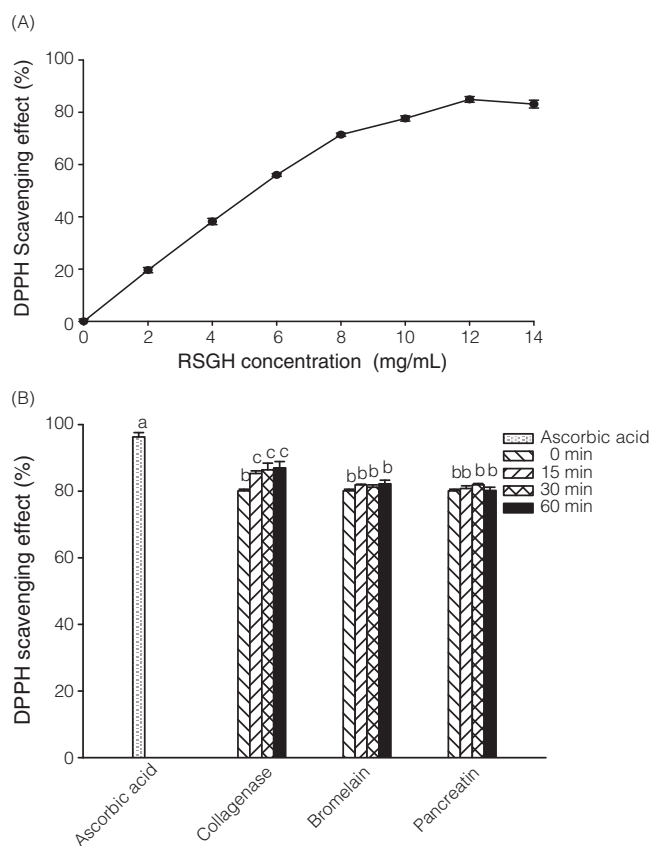 (A)
DPPH Scavenging effect (%)
100
80
60
40
20
0
0 2 4 6 8 10 12 14
RSGH concentration (mg/mL)
(B)
DPPH scavenging effect (%)
100
80
60
40
20
0
a
b c c c
b b b b
b b b b
Ascorbic acid
0 min
15 min
30 min
60 min
Ascorbic acid
Collagenase
Bromelain
Pancreatin